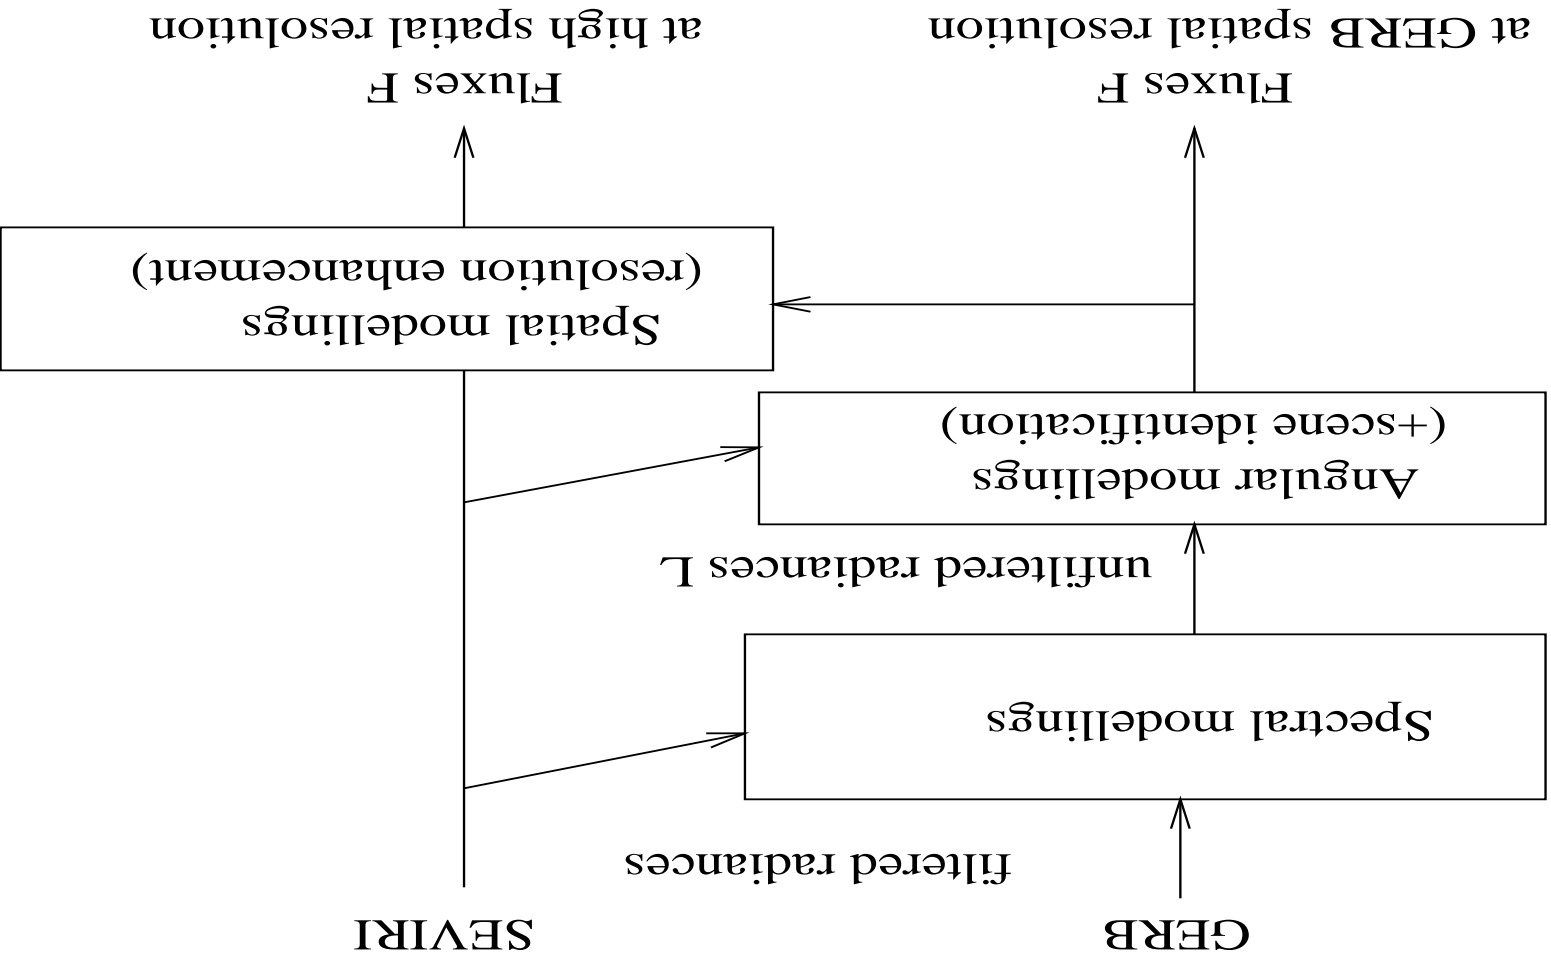 GERB
SEVIRI
filtered radiances
Spectral modellings
unfiltered radiances L
Angular modellings
(+scene identification)
Spatial modellings
(resolution enhancement)
Fluxes F
at GERB spatial resolution
Fluxes F
at high spatial resolution